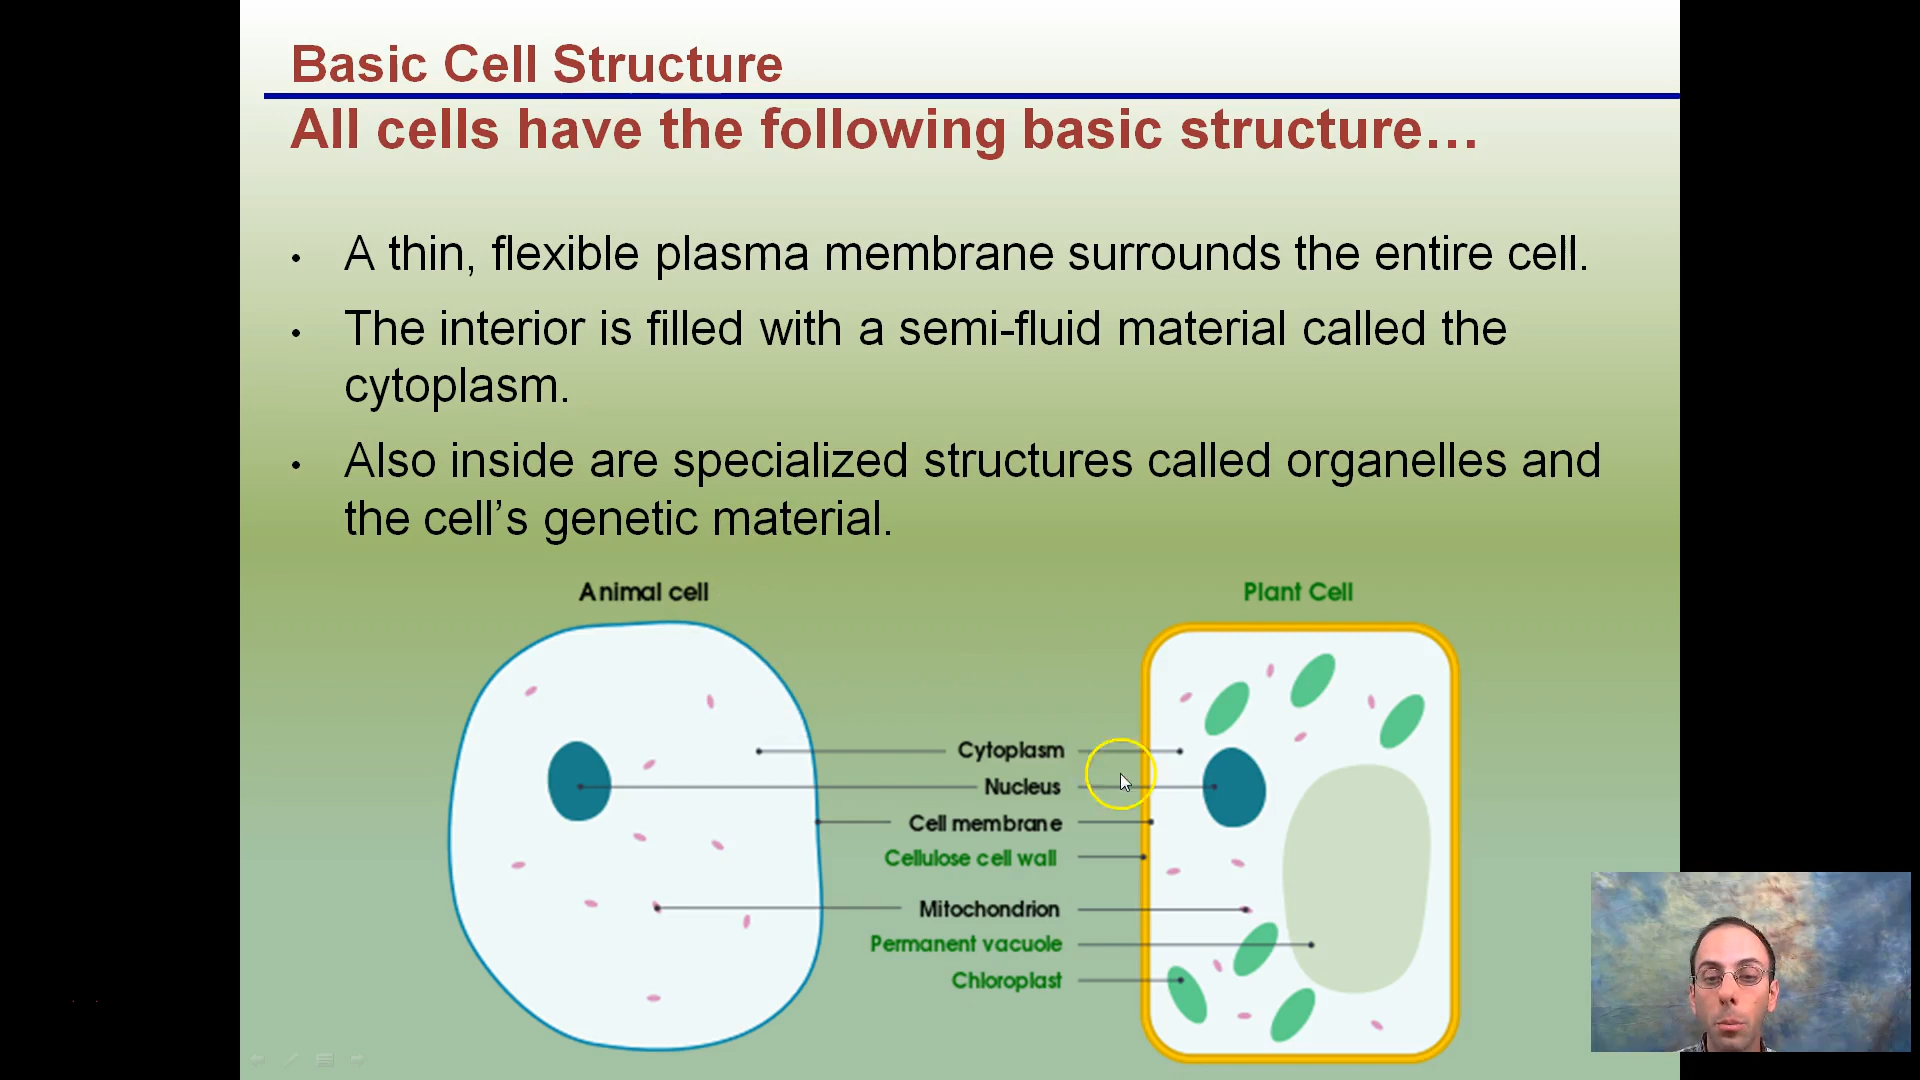 Basic Cell Structure
All cells have the following basic structure…
• A thin, flexible plasma membrane surrounds the entire cell.
• The interior is filled with a semi-fluid material called the
cytoplasm.
• Also inside are specialized structures called organelles and
the cell’s genetic material.
Animal cell
Plant Cell
Cytoplasm
Nucleus
Cell membrane
Cellulose cell wall
Mitochondrion
Permanent vacuole
Chloroplast